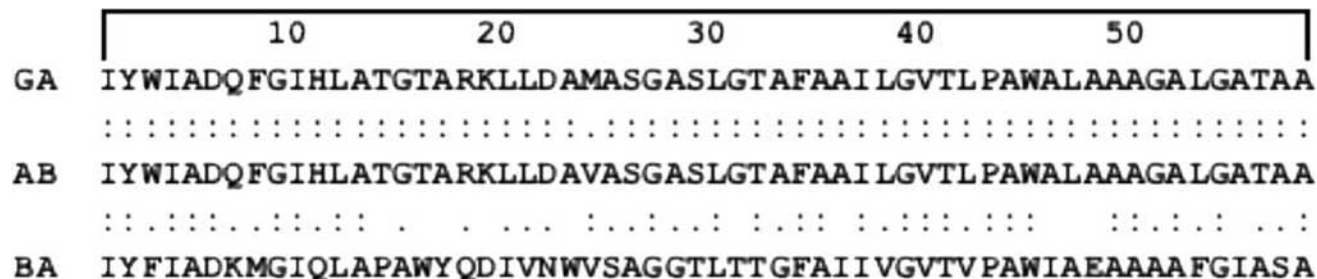 10 20 30 40 50
GA IYWIADQFGIHLATGTARKLLDAMASGASLGTAFAAILGVTLPAWALAAAGALGATAA
:::::::::::::::::::::::.::::::::::::::::::::::::::::::::::
AB IYWIADQFGIHLATGTARKLLDAVASGASLGTAFAAILGVTLPAWALAAAGALGATAA
::.:::..::.:: .  . ... :..:..: :.:: :.:::.:::   ::.:.: ..:
BA IYFIADKMGIQLAPAWYQDIVNWVSAGGTLTTGFAIIVGVTVPAWIAEAAAAFGIASA